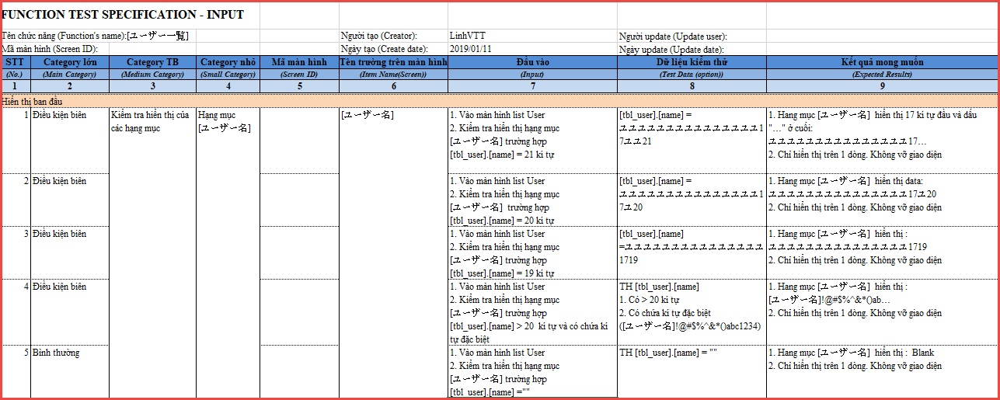 FUNCTION TEST SPECIFICATION - INPUT
Tên chức năng (Function's name):[ユーザー一覧]
Người tạo (Creator):
LinhVTT
Người update (Update user):
Mã màn hình (Screen ID):
Ngày tạo (Create date):
2019/01/11
Ngày update (Update date):
STT
Category lớn
Category TB
Category nhỏ
Mã màn hình
Tên trường trên màn hình
Đầu vào
Dữ liệu kiểm thử
Kết quả mong muốn
(No.)
(Main Category)
(Medium Category)
(Small Category)
(Screen ID)
(Item Name(Screen))
(Input)
(Test Data (option))
(Expected Results)
1
2
3
4
5
6
7
8
9
Hiển thị ban đầu
1
Điều kiện biên
Kiểm tra hiển thị của
các hạng mục
Hạng mục
[ユーザー名]
[ユーザー名]
1. Vào màn hình list User
2. Kiểm tra hiển thị hạng mục
[ユーザー名] trường hợp
[tbl_user].[name] = 21 kí tự
[tbl_user].[name] =
ユユユユユユユユユユユユユユユ1
7ユユ21
1. Hang mục [ユーザー名] hiển thị 17 kí tự đầu và dấu
"…" ở cuối:
ユユユユユユユユユユユユユユユ17…
2. Chỉ hiển thị trên 1 dòng. Không vỡ giao diện
2
Điều kiện biên
1. Vào màn hình list User
2. Kiểm tra hiển thị hạng mục
[ユーザー名] trường hợp
[tbl_user].[name] = 20 kí tự
[tbl_user].[name] =
ユユユユユユユユユユユユユユユ1
7ユ20
1. Hang mục [ユーザー名] hiển thị data:
ユユユユユユユユユユユユユユユ17ユ20
2. Chỉ hiển thị trên 1 dòng. Không vỡ giao diện
3
Điều kiện biên
1. Vào màn hình list User
2. Kiểm tra hiển thị hạng mục
[ユーザー名] trường hợp
[tbl_user].[name] = 19 kí tự
[tbl_user].[name]
=ユユユユユユユユユユユユユユユ
1719
1. Hang mục [ユーザー名] hiển thị :
ユユユユユユユユユユユユユユユ1719
2. Chỉ hiển thị trên 1 dòng. Không vỡ giao diện
4
Điều kiện biên
1. Vào màn hình list User
2. Kiểm tra hiển thị hạng mục
[ユーザー名] trường hợp
[tbl_user].[name] > 20 kí tự và có chứa kí
tự đặc biệt
TH [tbl_user].[name]
1. Có > 20 kí tự
2. Có chứa kí tự đặc biệt
([ユーザー名]!@#$%^&*()abc1234)
1. Hang mục [ユーザー名] hiển thị :
[ユーザー名]!@#$%^&*()ab…
2. Chỉ hiển thị trên 1 dòng. Không vỡ giao diện
5
Bình thường
1. Vào màn hình list User
2. Kiểm tra hiển thị hạng mục
[ユーザー名] trường hợp
[tbl_user].[name] =""
TH [tbl_user].[name] = ""
1. Hang mục [ユーザー名] hiển thị : Blank
2. Chỉ hiển thị trên 1 dòng. Không vỡ giao diện